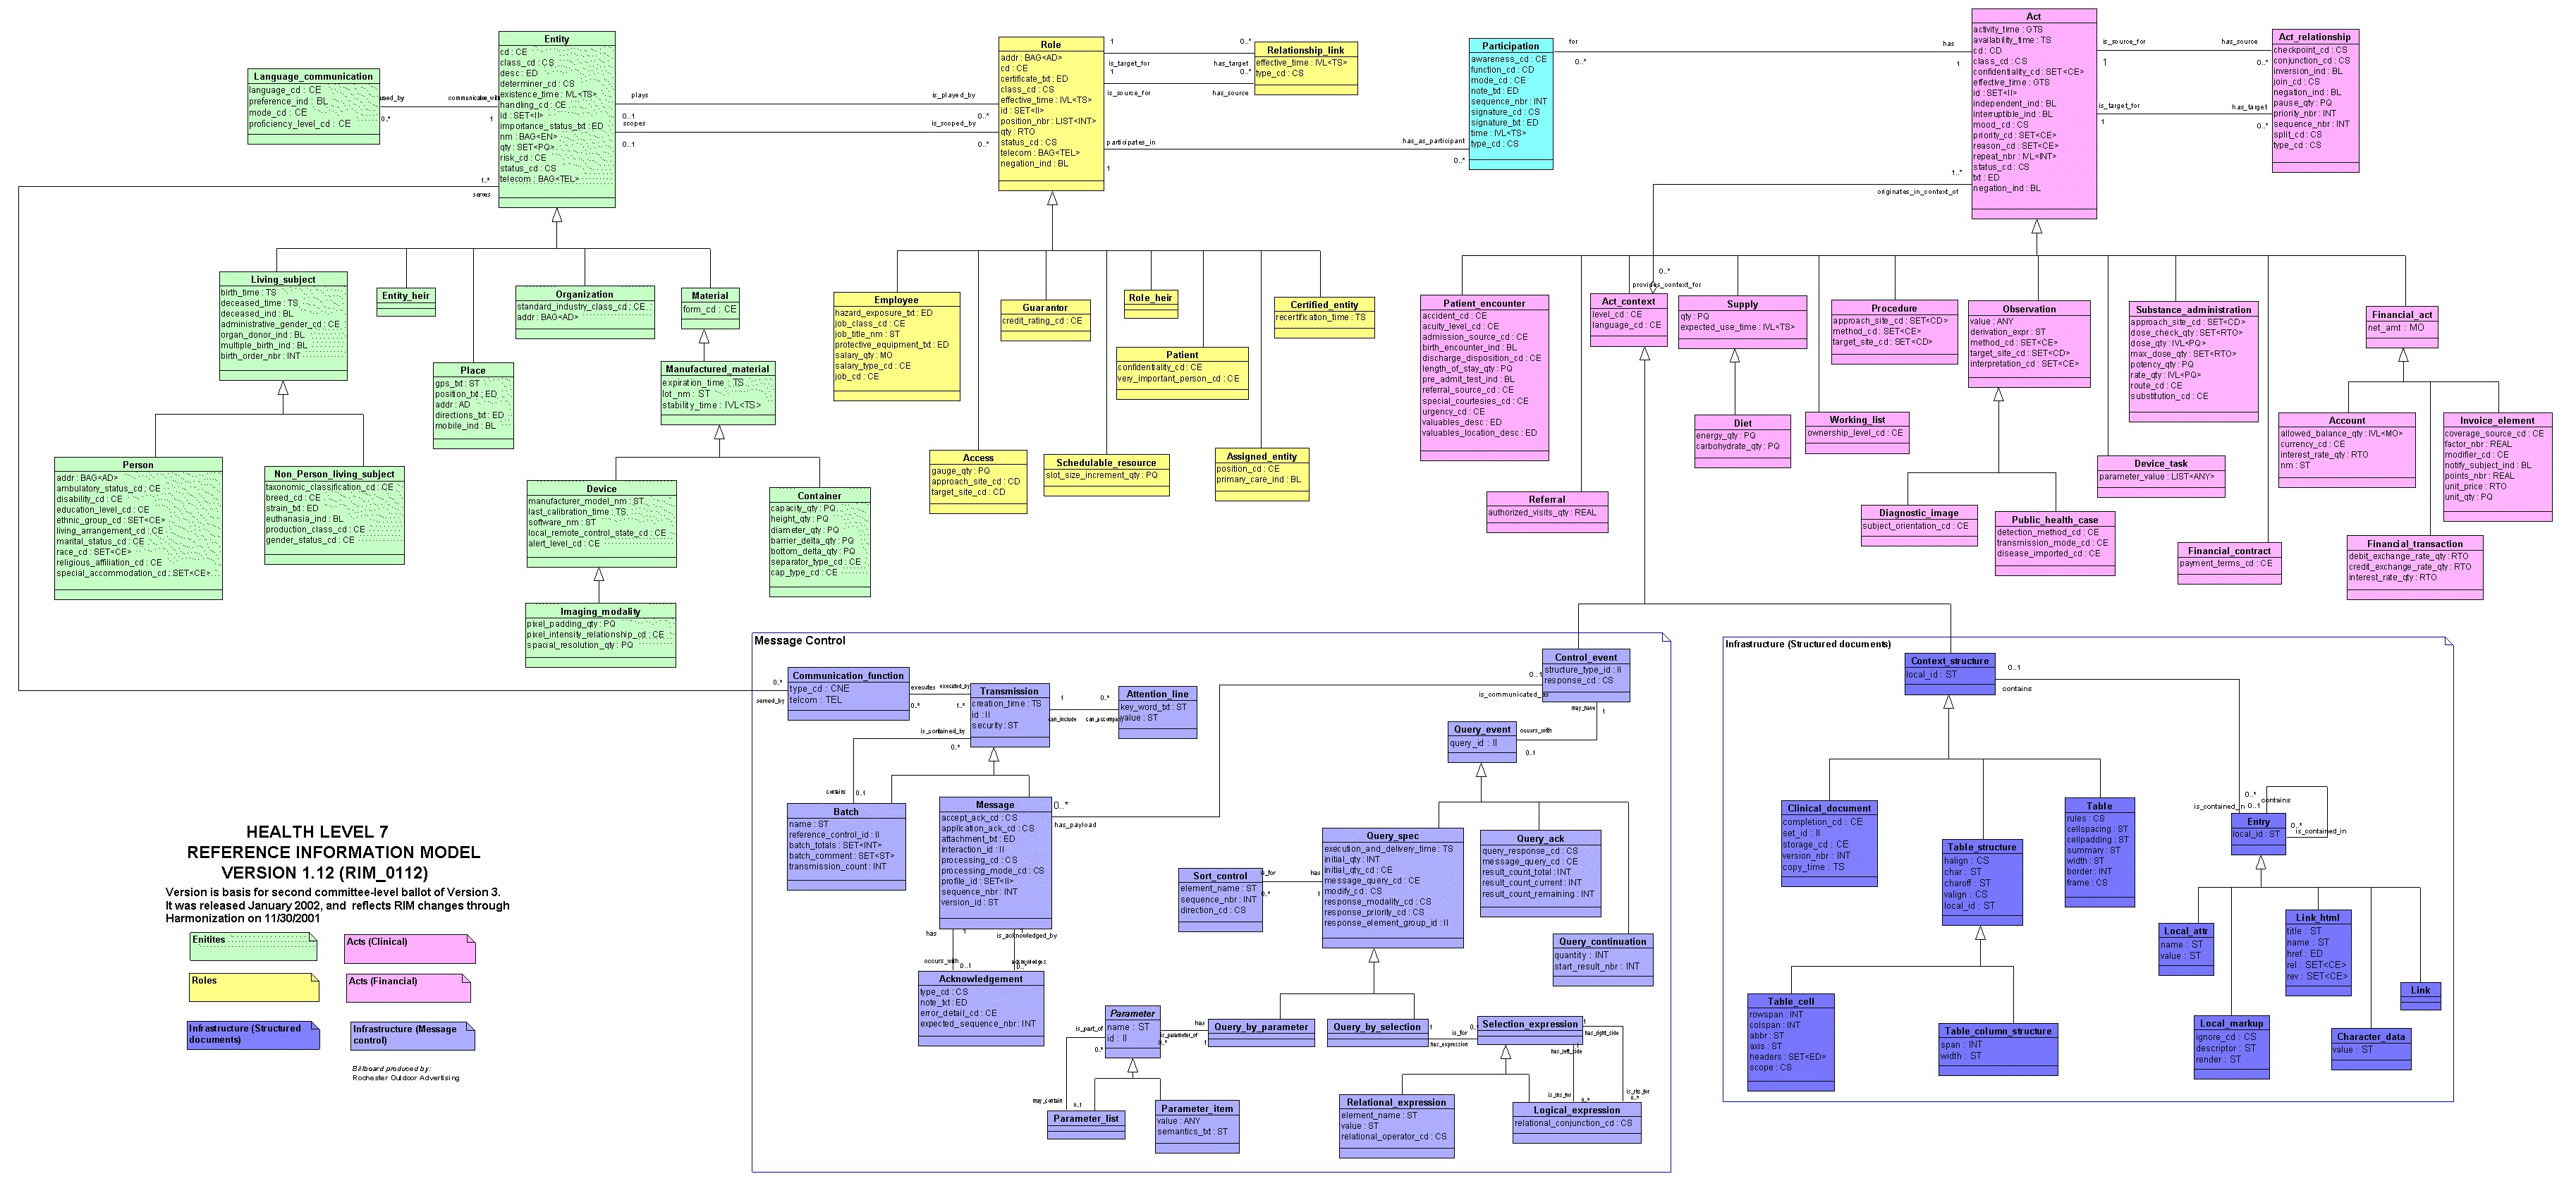 Entity
cd : CE
class_cd : CS
desc : ED
determiner_cd : CS
existence_time : IVL<TS>
handling_cd : CE
id : SET<II>
importance_status_txt : ED
nm : BAG<EN>
qty : SET<PQ>
risk_cd : CE
status_cd : CS
telecom : BAG<TEL>
Language_communication
language_cd : CE
preference_ind : BL
mode_cd : CE
proficiency_level_cd : CE
used_by
0..*
1
plays
0..1
scopes
0..1
is_played_by
0..*
is_scoped_by
0..*
1..*
serves
Role
addr : BAG<AD>
cd : CE
certificate_txt : ED
class_cd : CS
effective_time : IVL<TS>
id : SET<II>
position_nbr : LIST<INT>
qty : RTO
status_cd : CS
telecom : BAG<TEL>
negation_ind : BL
1
0..*
is_target_for
has_target
1
0..*
is_source_for
has_source
Relationship_link
effective_time : IVL<TS>
type_cd : CS
participates_in
1
has_as_participant
0..*
Participation
awareness_cd : CE
function_cd : CD
mode_cd : CE
note_txt : ED
sequence_nbr : INT
signature_cd : CS
signature_txt : ED
time : IVL<TS>
type_cd : CS
for
0..*
has
1
Act
activity_time : GTS
availability_time : TS
cd : CD
class_cd : CS
confidentiality_cd : SET<CE>
effective_time : GTS
id : SET<II>
independent_ind : BL
interruptible_ind : BL
mood_cd : CS
priority_cd : SET<CE>
reason_cd : SET<CE>
repeat_nbr : IVL<INT>
status_cd : CS
txt : ED
negation_ind : BL
is_source_for
1
has_source
0..*
is_target_for
1
has_target
0..*
Act_relationship
checkpoint_cd : CS
conjunction_cd : CS
inversion_ind : BL
join_cd : CS
negation_ind : BL
pause_qty : PQ
priority_nbr : INT
sequence_nbr : INT
split_cd : CS
type_cd : CS
1..*
originates_in_context_of
0..*
provides_context_for
Living_subject
birth_time : TS
deceased_time : TS
deceased_ind : BL
administrative_gender_cd : CE
organ_donor_ind : BL
multiple_birth_ind : BL
birth_order_nbr : INT
Entity_heir
Place
gps_txt : ST
position_txt : ED
addr : AD
directions_txt : ED
mobile_ind : BL
Organization
standard_industry_class_cd : CE
addr : BAG<AD>
Material
form_cd : CE
Manufactured_material
expiration_time : TS
lot_nm : ST
stability_time : IVL<TS>
Person
addr : BAG<AD>
ambulatory_status_cd : CE
disability_cd : CE
education_level_cd : CE
ethnic_group_cd : SET<CE>
living_arrangement_cd : CE
marital_status_cd : CE
race_cd : SET<CE>
religious_affiliation_cd : CE
special_accommodation_cd : SET<CE>
Non_Person_living_subject
taxonomic_classification_cd : CE
breed_cd : CE
strain_txt : ED
euthanasia_ind : BL
production_class_cd : CE
gender_status_cd : CE
Device
manufacturer_model_nm : ST
last_calibration_time : TS
software_nm : ST
local_remote_control_state_cd : CE
alert_level_cd : CE
Container
capacity_qty : PQ
height_qty : PQ
diameter_qty : PQ
barrier_delta_qty : PQ
bottom_delta_qty : PQ
separator_type_cd : CE
cap_type_cd : CE
Imaging_modality
pixel_padding_qty : PQ
pixel_intensity_relationship_cd : CE
spacial_resolution_qty : PQ
Employee
hazard_exposure_txt : ED
job_class_cd : CE
job_title_nm : ST
protective_equipment_txt : ED
salary_qty : MO
salary_type_cd : CE
job_cd : CE
Access
gauge_qty : PQ
approach_site_cd : CD
target_site_cd : CD
Guarantor
credit_rating_cd : CE
Schedulable_resource
slot_size_increment_qty : PQ
Role_heir
Patient
confidentiality_cd : CE
very_important_person_cd : CE
Assigned_entity
position_cd : CE
primary_care_ind : BL
Certified_entity
recertification_time : TS
Patient_encounter
accident_cd : CE
acuity_level_cd : CE
admission_source_cd : CE
birth_encounter_ind : BL
discharge_disposition_cd : CE
length_of_stay_qty : PQ
pre_admit_test_ind : BL
referral_source_cd : CE
special_courtesies_cd : CE
urgency_cd : CE
valuables_desc : ED
valuables_location_desc : ED
Referral
authorized_visits_qty : REAL
Act_context
level_cd : CE
language_cd : CE
Supply
qty : PQ
expected_use_time : IVL<TS>
Diet
energy_qty : PQ
carbohydrate_qty : PQ
Working_list
ownership_level_cd : CE
Procedure
approach_site_cd : SET<CD>
method_cd : SET<CE>
target_site_cd : SET<CD>
Observation
value : ANY
derivation_expr : ST
method_cd : SET<CE>
target_site_cd : SET<CD>
interpretation_cd : SET<CE>
Diagnostic_image
subject_orientation_cd : CE
Public_health_case
detection_method_cd : CE
transmission_mode_cd : CE
disease_imported_cd : CE
Device_task
parameter_value : LIST<ANY>
Substance_administration
approach_site_cd : SET<CD>
dose_check_qty : SET<RTO>
dose_qty : IVL<PQ>
max_dose_qty : SET<RTO>
potency_qty : PQ
rate_qty : IVL<PQ>
route_cd : CE
substitution_cd : CE
Financial_contract
payment_terms_cd : CE
Financial_act
net_amt : MO
Account
allowed_balance_qty : IVL<MO>
currency_cd : CE
interest_rate_qty : RTO
nm : ST
Invoice_element
coverage_source_cd : CE
factor_nbr : REAL
modifier_cd : CE
notify_subject_ind : BL
points_nbr : REAL
unit_price : RTO
unit_qty : PQ
Financial_transaction
debit_exchange_rate_qty : RTO
credit_exchange_rate_qty : RTO
interest_rate_qty : RTO
Message Control
Communication_function
type_cd : CNE
telcom : TEL
0..*
served_by
executes
0..*
executed_by
1..*
Transmission
creation_time : TS
id : II
security : ST
1
can_include
0..*
Attention_line
key_word_txt : ST
value : ST
0..*
contains
0..1
Batch
name : ST
reference_control_id : II
batch_totals : SET<INT>
batch_comment : SET<ST>
transmission_count : INT
Message
accept_ack_cd : CS
application_ack_cd : CS
attachment_txt : ED
interaction_id : II
processing_cd : CS
processing_mode_cd : CS
profile_id : SET<II>
sequence_nbr : INT
version_id : ST
0..*
has_payload
has
1
is_acknowledged_by
occurs_with
0..1
acknowledges
0..*
Acknowledgement
type_cd : CS
note_txt : ED
error_detail_cd : CE
expected_sequence_nbr : INT
Control_event
structure_type_id : II
response_cd : CS
0..1
is_communicated_as
may_have
1
Query_event
query_id : II
occurs_with
0..1
Query_spec
execution_and_delivery_time : TS
initial_qty : INT
initial_qty_cd : CE
message_query_cd : CE
modify_cd : CS
response_modality_cd : CS
response_priority_cd : CS
response_element_group_id : II
Query_ack
query_response_cd : CS
message_query_cd : CE
result_count_total : INT
result_count_current : INT
result_count_remaining : INT
Query_continuation
quantity : INT
start_result_nbr : INT
Sort_control
element_name : ST
sequence_nbr : INT
direction_cd : CS
is_for
0..*
has
1
Parameter
name : ST
id : II
is_part_of
0..*
has
is_parameter_of
0..*
1
Query_by_parameter
Query_by_selection
1
is_for
0..
has_expression
Selection_expression
1
has_right_side
has_left_side
may_contain
0..1
Parameter_list
Parameter_item
value : ANY
semantics_txt : ST
Relational_expression
element_name : ST
value : ST
relational_operator_cd : CS
Logical_expression
relational_conjunction_cd : CS
0..*
is_rhs_for
0..*
Infrastructure (Structured documents)
Context_structure
local_id : ST
0..1
contains
Clinical_document
completion_cd : CE
set_id : II
storage_cd : CE
version_nbr : INT
copy_time : TS
Table_structure
halign : CS
char : ST
charoff : ST
valign : CS
local_id : ST
Table
rules : CS
cellspacing : ST
cellpadding : ST
summary : ST
width : ST
border : INT
frame : CS
0..*
is_contained_in
0..1
contains
Entry
local_id : ST
0..*
is_contained_in
Local_attr
name : ST
value : ST
Link_html
title : ST
name : ST
href : ED
rel : SET<CE>
rev : SET<CE>
Link
Table_cell
rowspan : INT
colspan : INT
abbr : ST
axis : ST
headers : SET<ED>
scope : CS
Table_column_structure
span : INT
width : ST
Local_markup
ignore_cd : CS
descriptor : ST
render : ST
Character_data
value : ST
HEALTH LEVEL 7
REFERENCE INFORMATION MODEL
VERSION 1.12 (RIM_0112)
Version is basis for second committee-level ballot of Version 3.
It was released January 2002, and reflects RIM changes through
Harmonization on 11/30/2001
Enitites
Acts (Clinical)
Roles
Acts (Financial)
Infrastructure (Structured
documents)
Infrastructure (Message
control)
Billboard produced by:
Rochester Outdoor Advertising